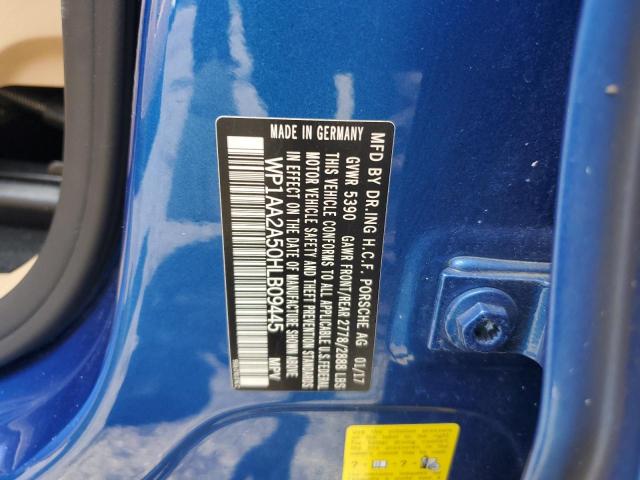 MFD BY DR.ING H.C.F. PORSCHE AG 01/17
GVWR 5390 GAWR FRONT/REAR 2778/2888 LBS
THIS VEHICLE CONFORMS TO ALL APPLICABLE U.S. FEDERAL
MOTOR VEHICLE SAFETY AND THEFT PREVENTION STANDARDS
IN EFFECT ON THE DATE OF MANUFACTURE SHOWN ABOVE
MADE IN GERMANY
WP1AA2A50HLB09445
MPV